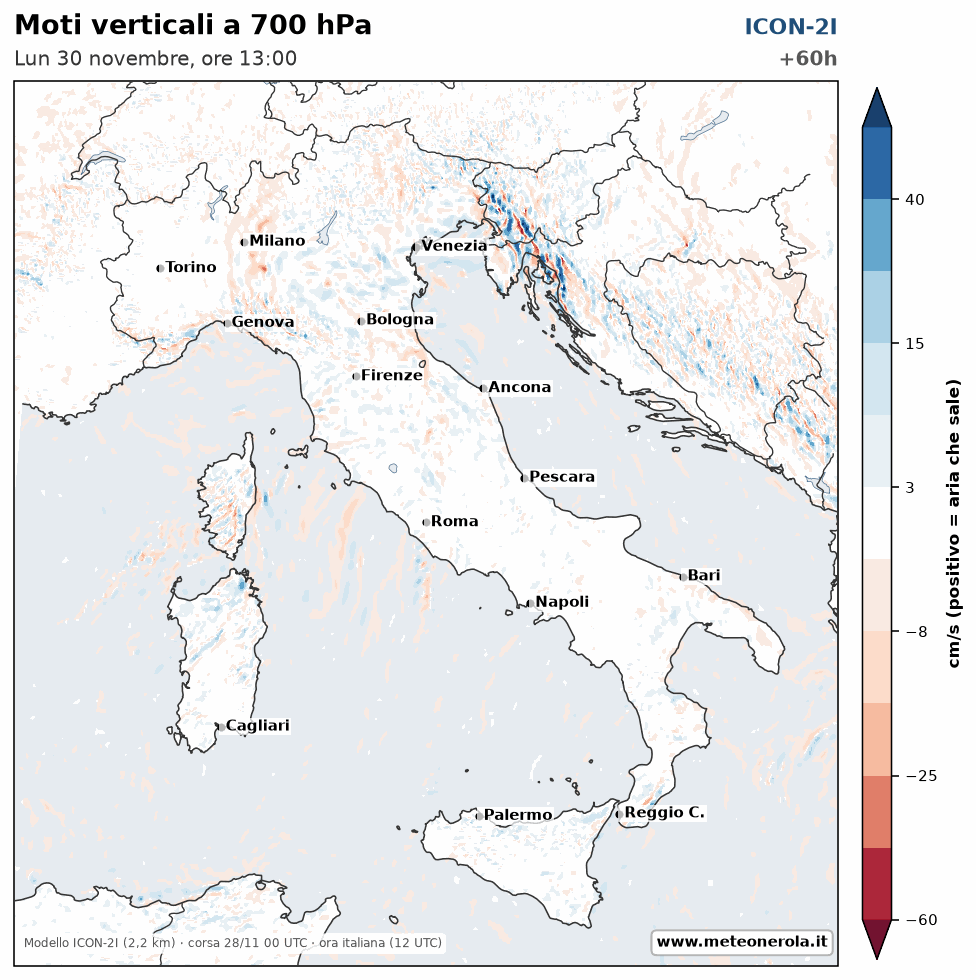 Moti verticali a 700 hPa
ICON-2I
Lun 30 novembre, ore 13:00
+60h
40
15
3
−8
−25
−60
cm/s (positivo = aria che sale)
Milano
Venezia
Torino
Genova
Bologna
Firenze
Ancona
Pescara
Roma
Bari
Napoli
Cagliari
Palermo
Reggio C.
Modello ICON-2I (2,2 km) · corsa 28/11 00 UTC · ora italiana (12 UTC)
www.meteonerola.it